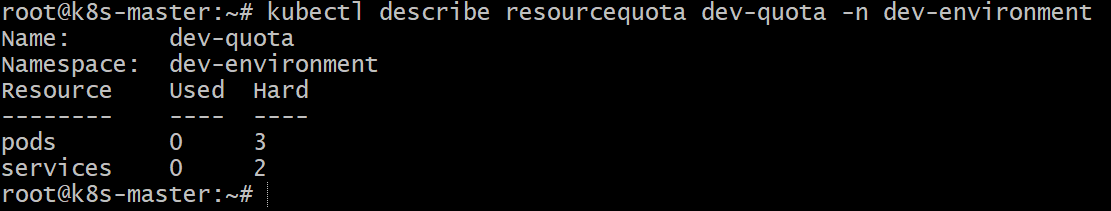 root@k8s-master:~# kubectl describe resourcequota dev-quota -n dev-environment
Name:       dev-quota
Namespace:  dev-environment
Resource    Used  Hard
--------    ----  ----
pods        0     3
services    0     2
root@k8s-master:~#